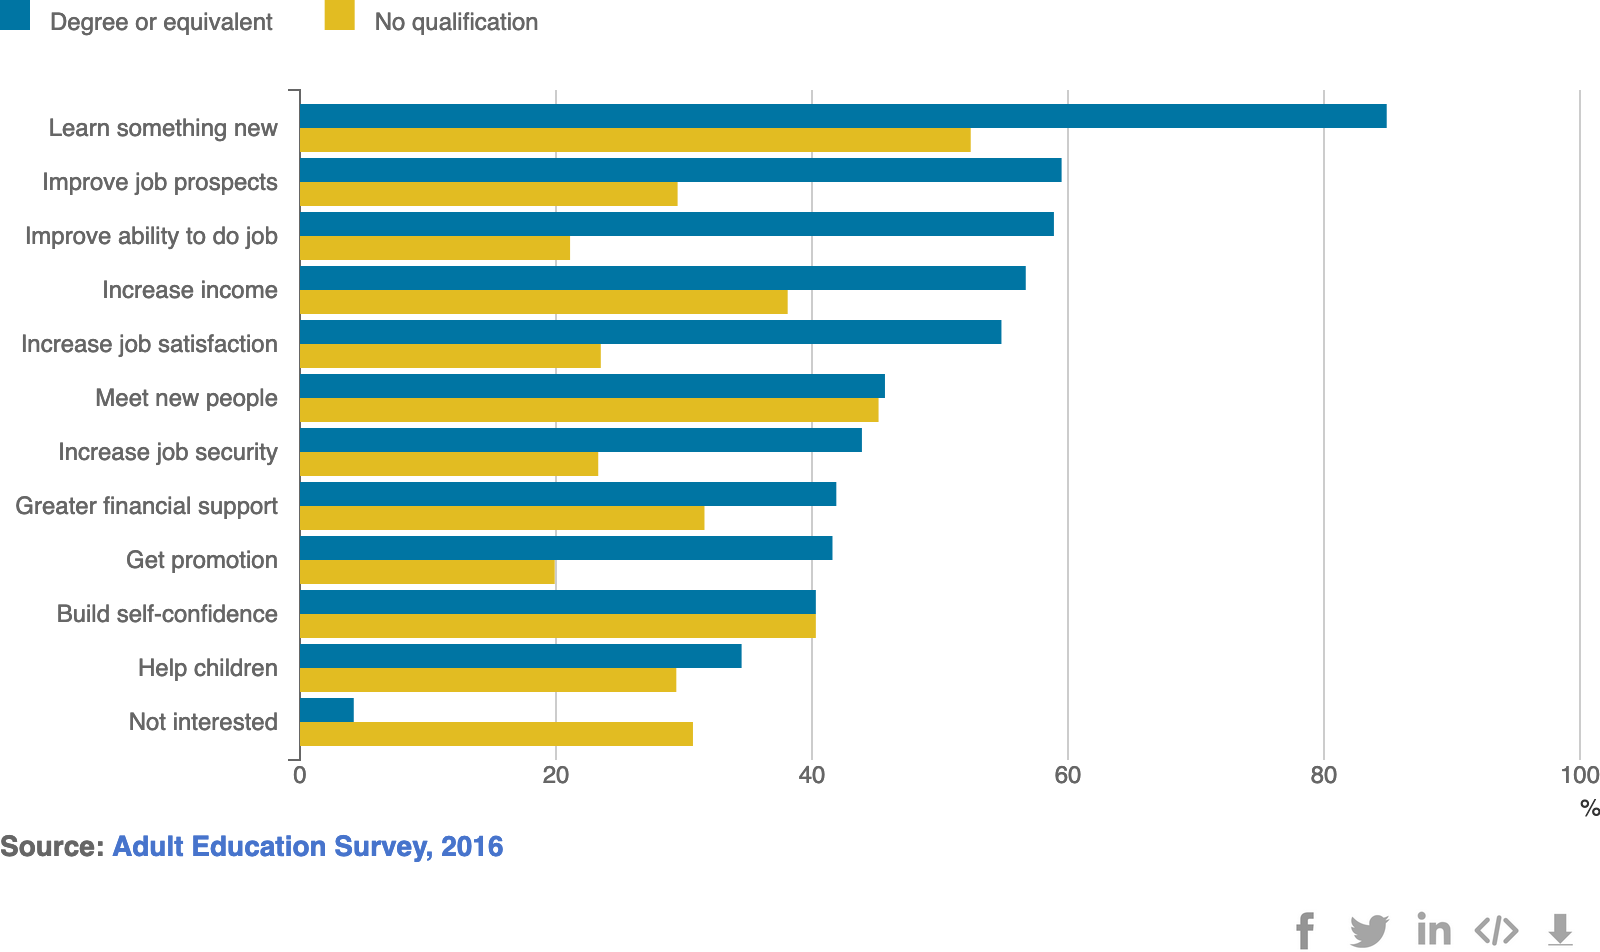 Degree or equivalent
No qualification
Learn something new
Improve job prospects
Improve ability to do job
Increase income
Increase job satisfaction
Meet new people
Increase job security
Greater financial support
Get promotion
Build self-confidence
Help children
Not interested
0 20 40 60 80 100
%
Source: Adult Education Survey, 2016